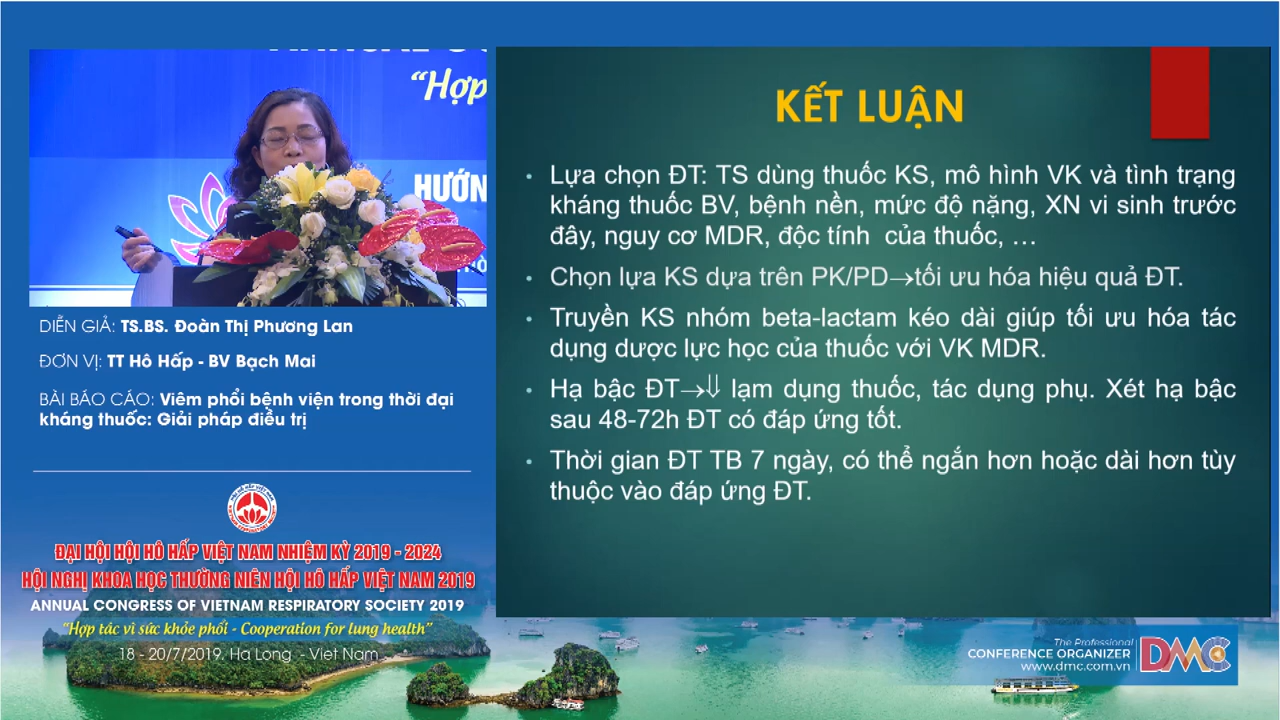 “Hợp
HƯỚN
DIỄN GIẢ: TS.BS. Đoàn Thị Phương Lan
ĐƠN VỊ: TT Hô Hấp - BV Bạch Mai
BÀI BÁO CÁO: Viêm phổi bệnh viện trong thời đại
kháng thuốc: Giải pháp điều trị
ĐẠI HỘI HỘI HÔ HẤP VIỆT NAM NHIỆM KỲ 2019 - 2024
HỘI NGHỊ KHOA HỌC THƯỜNG NIÊN HỘI HÔ HẤP VIỆT NAM 2019
ANNUAL CONGRESS OF VIETNAM RESPIRATORY SOCIETY 2019
“Hợp tác vì sức khỏe phổi - Cooperation for lung health”
18 - 20/7/2019. Ha Long - Viet Nam
KẾT LUẬN
• Lựa chọn ĐT: TS dùng thuốc KS, mô hình VK và tình trạng
kháng thuốc BV, bệnh nền, mức độ nặng, XN vi sinh trước
đây, nguy cơ MDR, độc tính của thuốc, …
• Chọn lựa KS dựa trên PK/PD→tối ưu hóa hiệu quả ĐT.
• Truyền KS nhóm beta-lactam kéo dài giúp tối ưu hóa tác
dụng dược lực học của thuốc với VK MDR.
• Hạ bậc ĐT→⇓ lạm dụng thuốc, tác dụng phụ. Xét hạ bậc
sau 48-72h ĐT có đáp ứng tốt.
• Thời gian ĐT TB 7 ngày, có thể ngắn hơn hoặc dài hơn tùy
thuộc vào đáp ứng ĐT.
The Professional
CONFERENCE ORGANIZER
www.dmc.com.vn
DMC